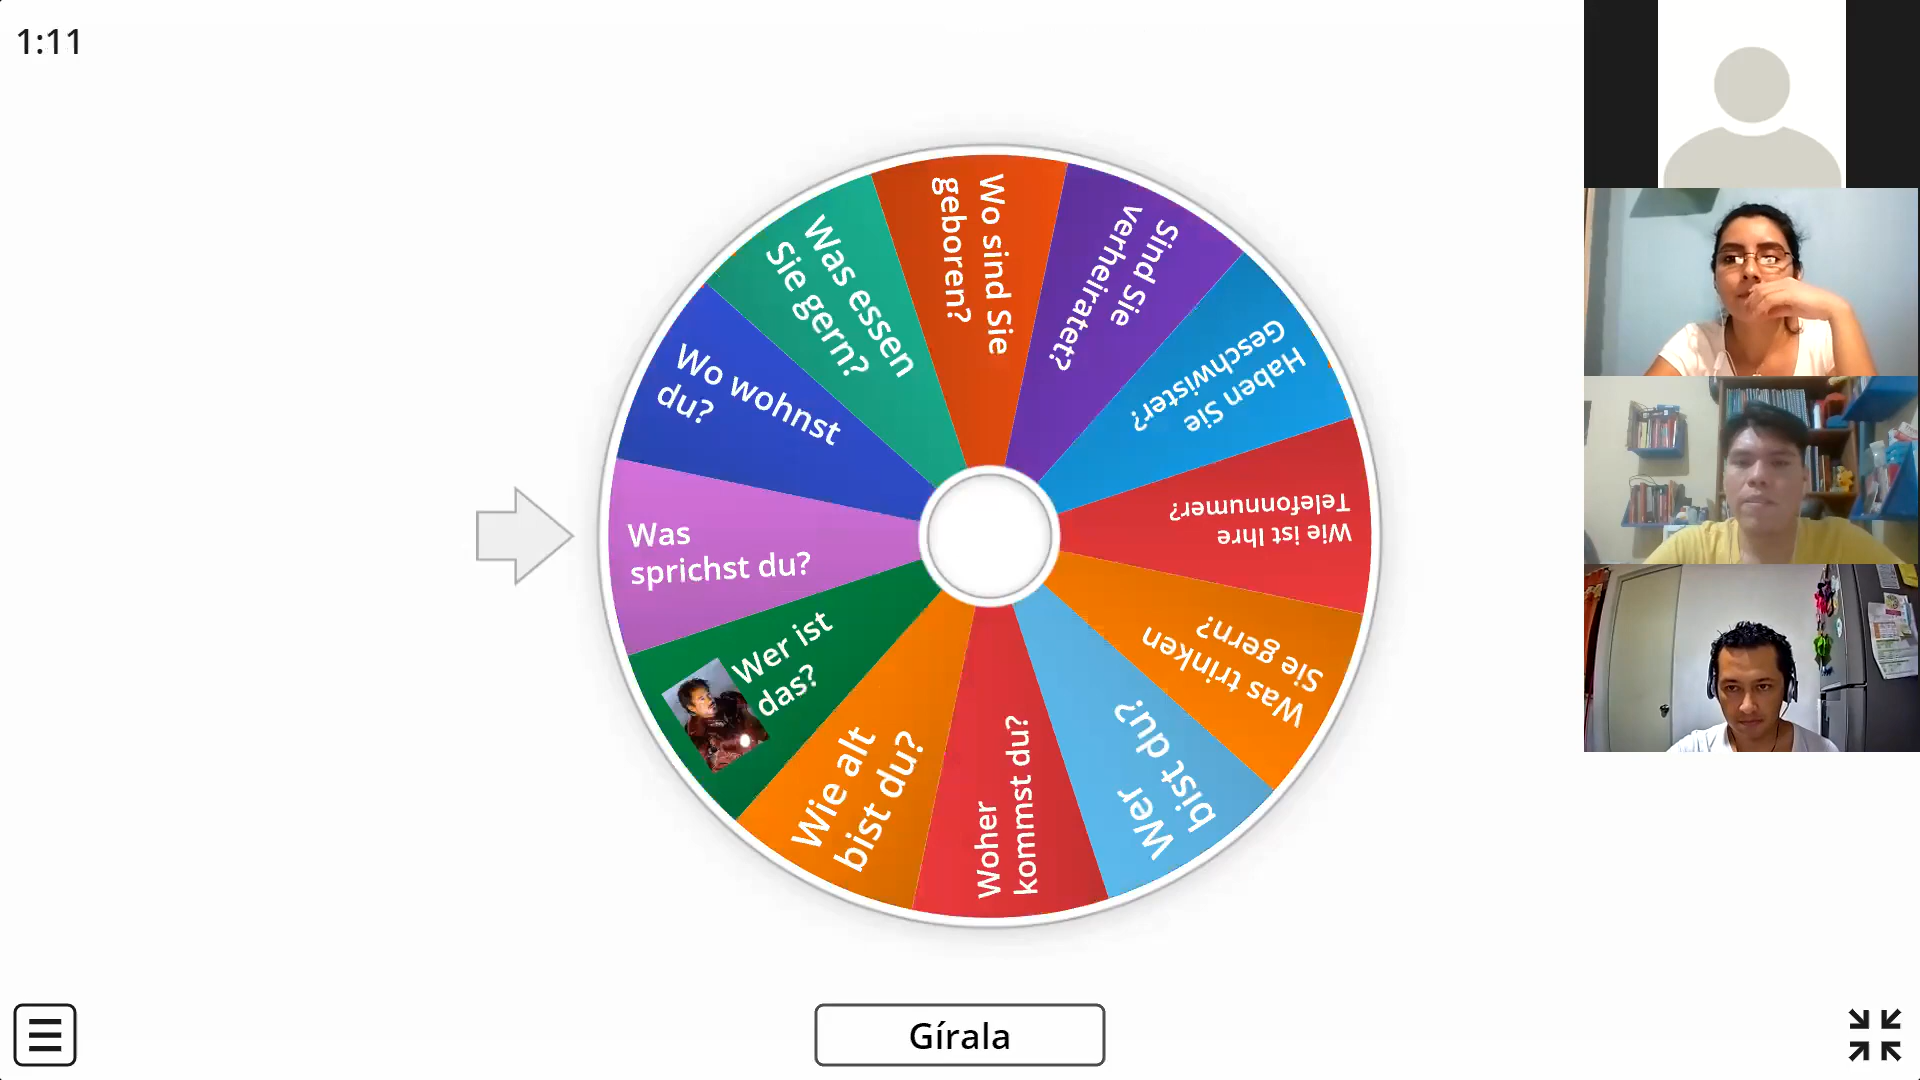 1:11
Wo sind Sie
geboren?
Sind Sie
verheiratet?
Haben Sie
Geschwister?
Wie ist Ihre
Telefonnumer?
Was trinken
Sie gern?
Wer
bist du?
Woher
kommst du?
Wie alt
bist du?
Wer ist
das?
Was
sprichst du?
Wo wohnst
du?
Was essen
Sie gern?
Gírala